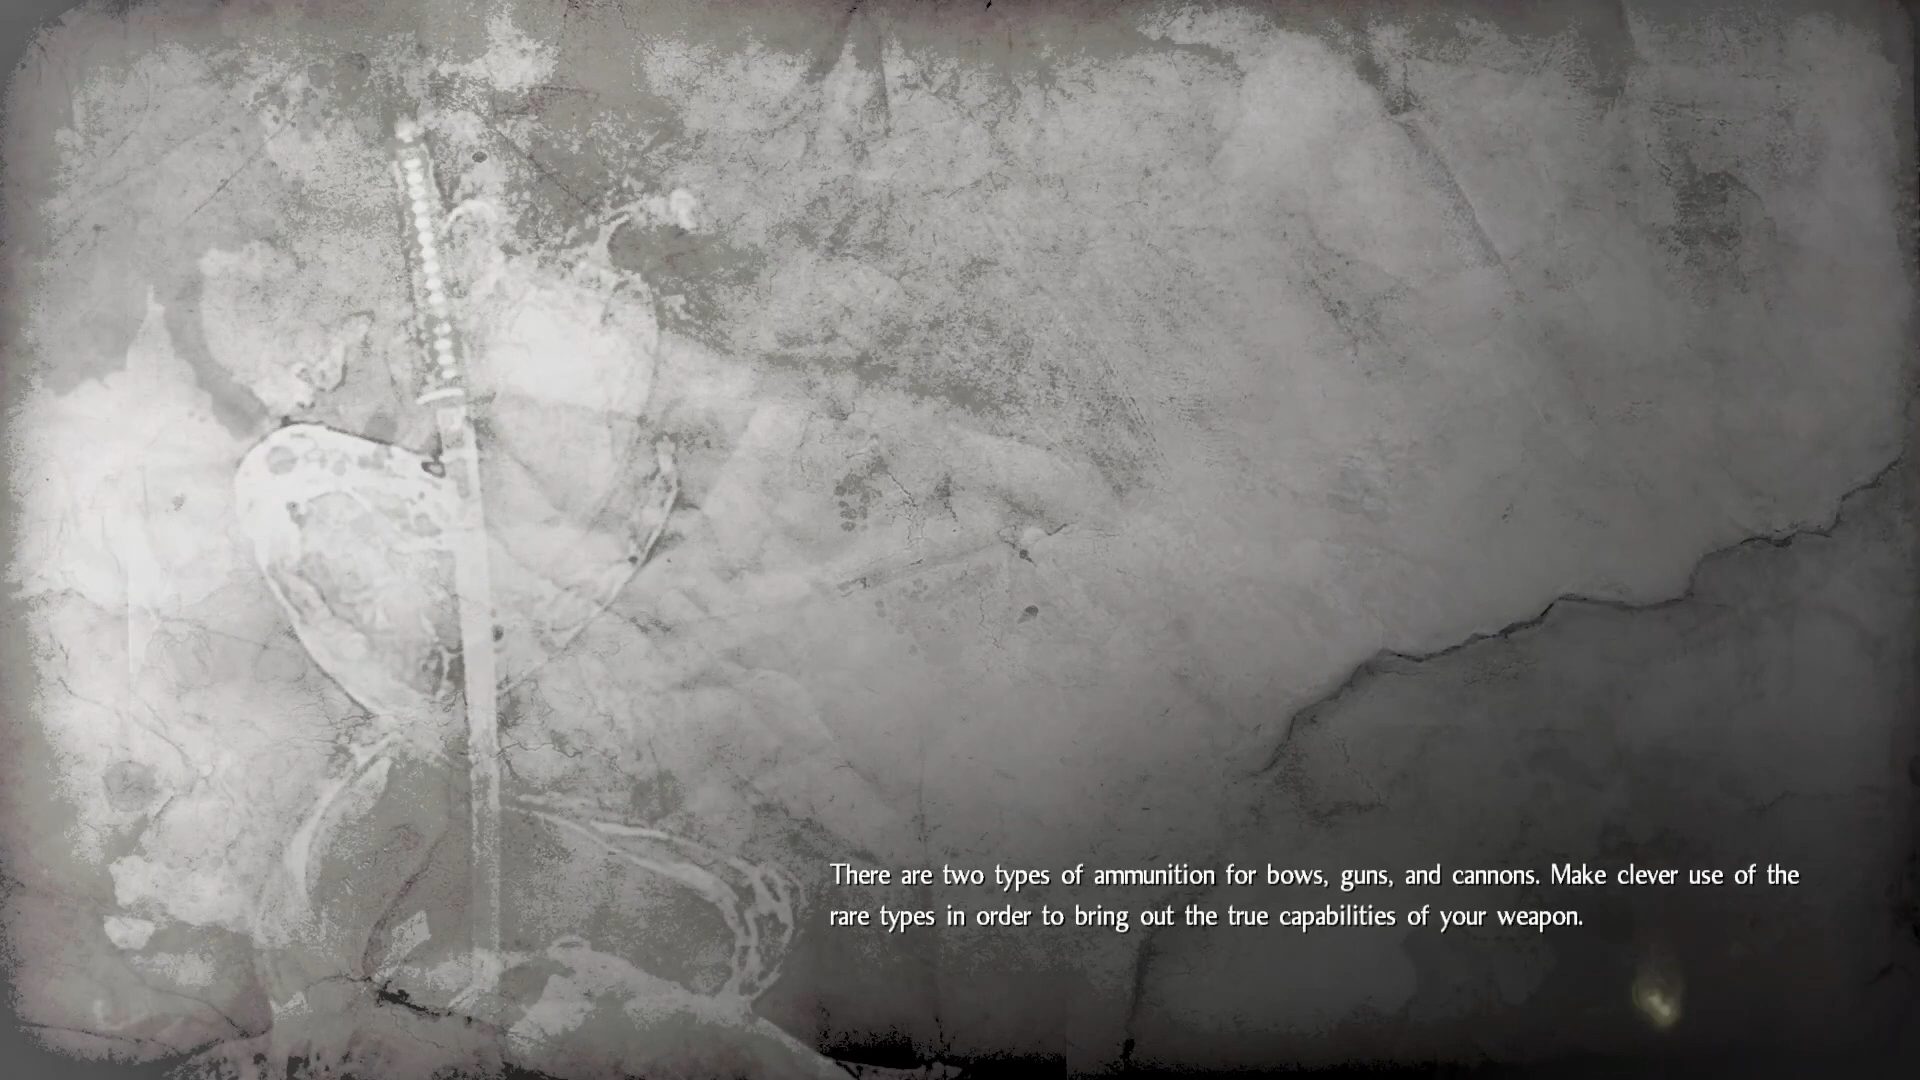 There are two types of ammunition for bows, guns, and cannons. Make clever use of the
rare types in order to bring out the true capabilities of your weapon.